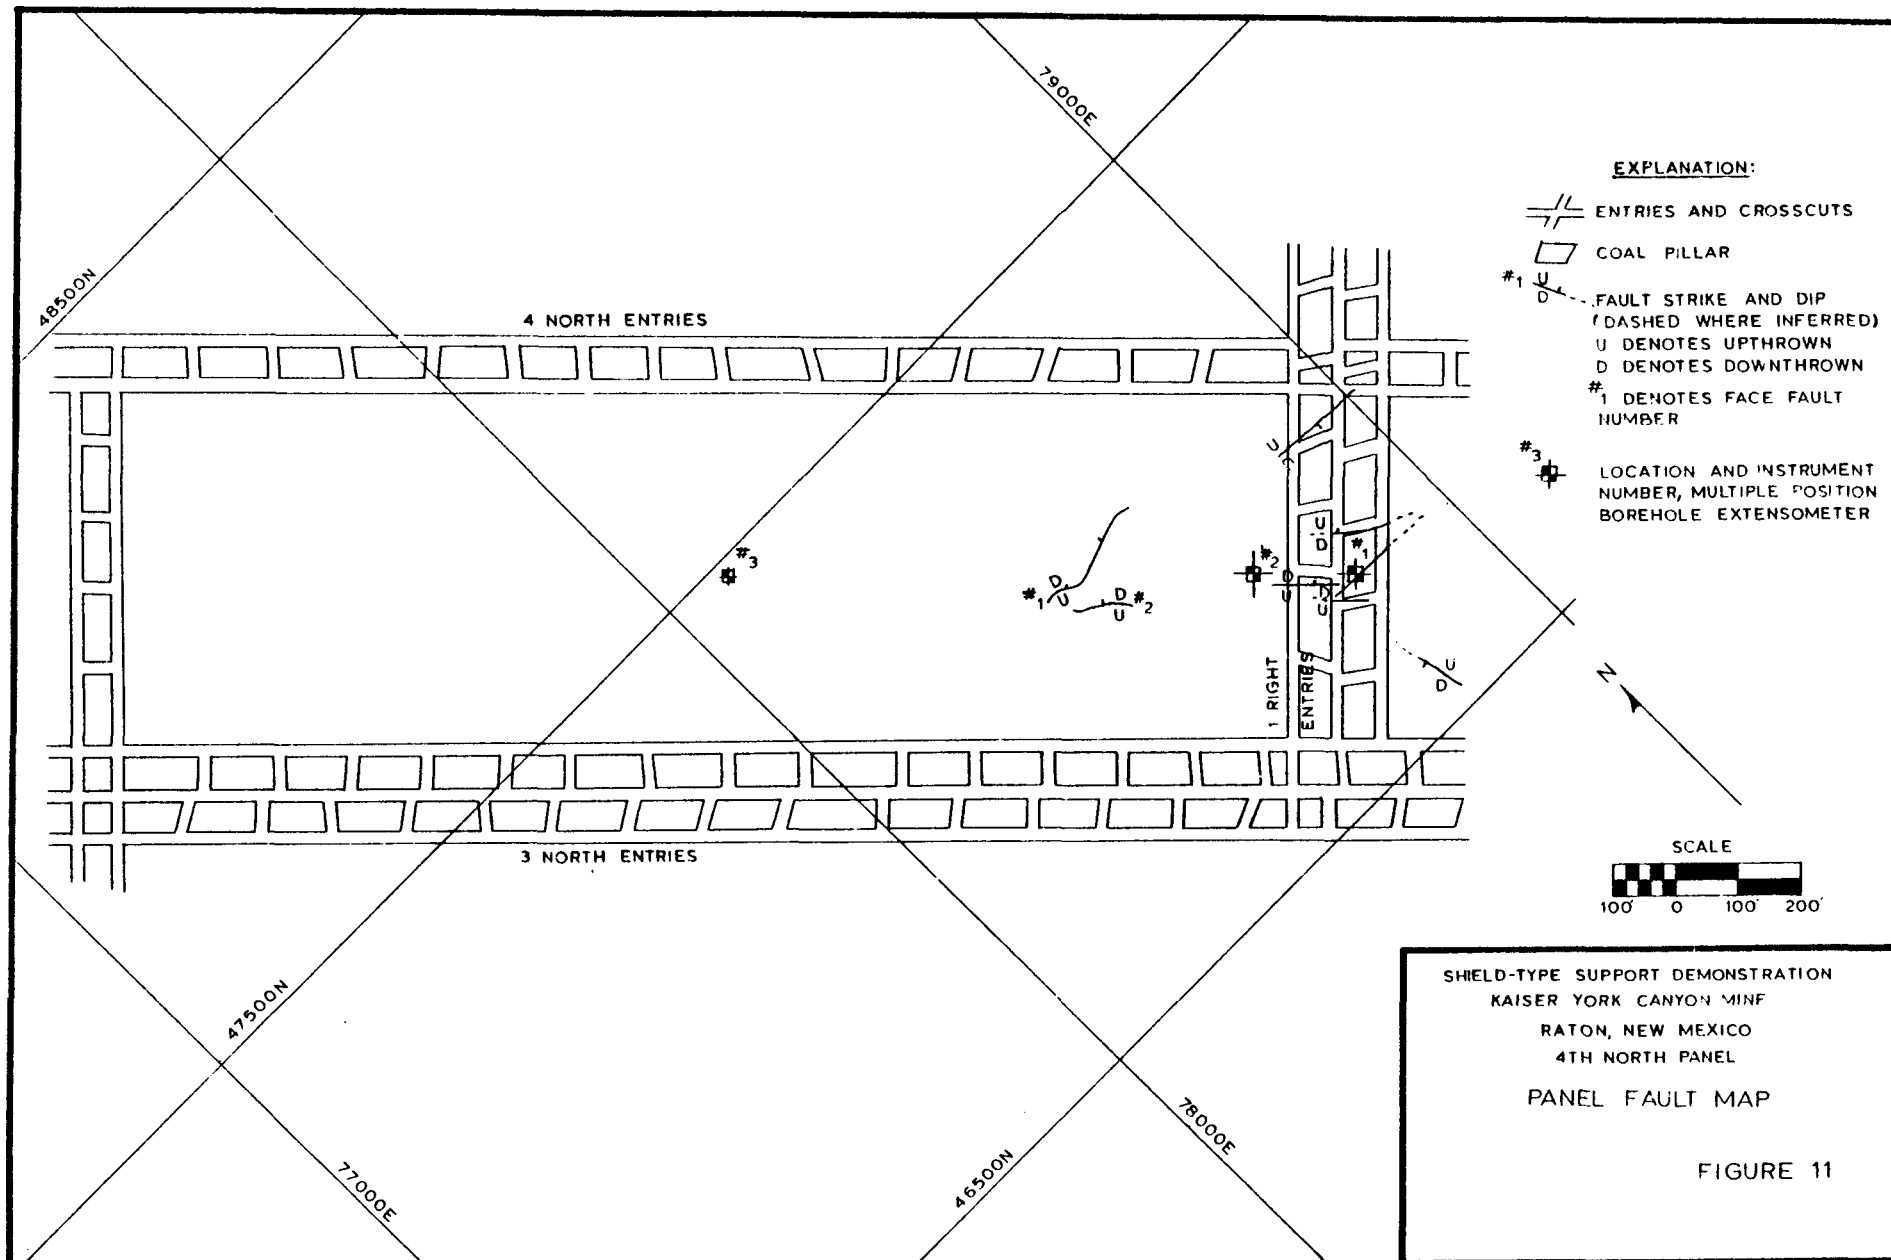 79000E
48500N
4 NORTH ENTRIES
EXPLANATION:
ENTRIES AND CROSSCUTS
COAL PILLAR
#1 U
D
FAULT STRIKE AND DIP
(DASHED WHERE INFERRED)
U DENOTES UPTHROWN
D DENOTES DOWNTHROWN
#1 DENOTES FACE FAULT
NUMBER
#3
LOCATION AND INSTRUMENT
NUMBER, MULTIPLE POSITION
BOREHOLE EXTENSOMETER
U
D
#3
#2
#1
D
U
#1 D
U
D #2
U
U
U
D
1 RIGHT
ENTRIES
N
3 NORTH ENTRIES
SCALE
100' 0 100' 200'
47500N
77000E
46500N
78000E
SHIELD-TYPE SUPPORT DEMONSTRATION
KAISER YORK CANYON MINE
RATON, NEW MEXICO
4TH NORTH PANEL
PANEL FAULT MAP
FIGURE 11